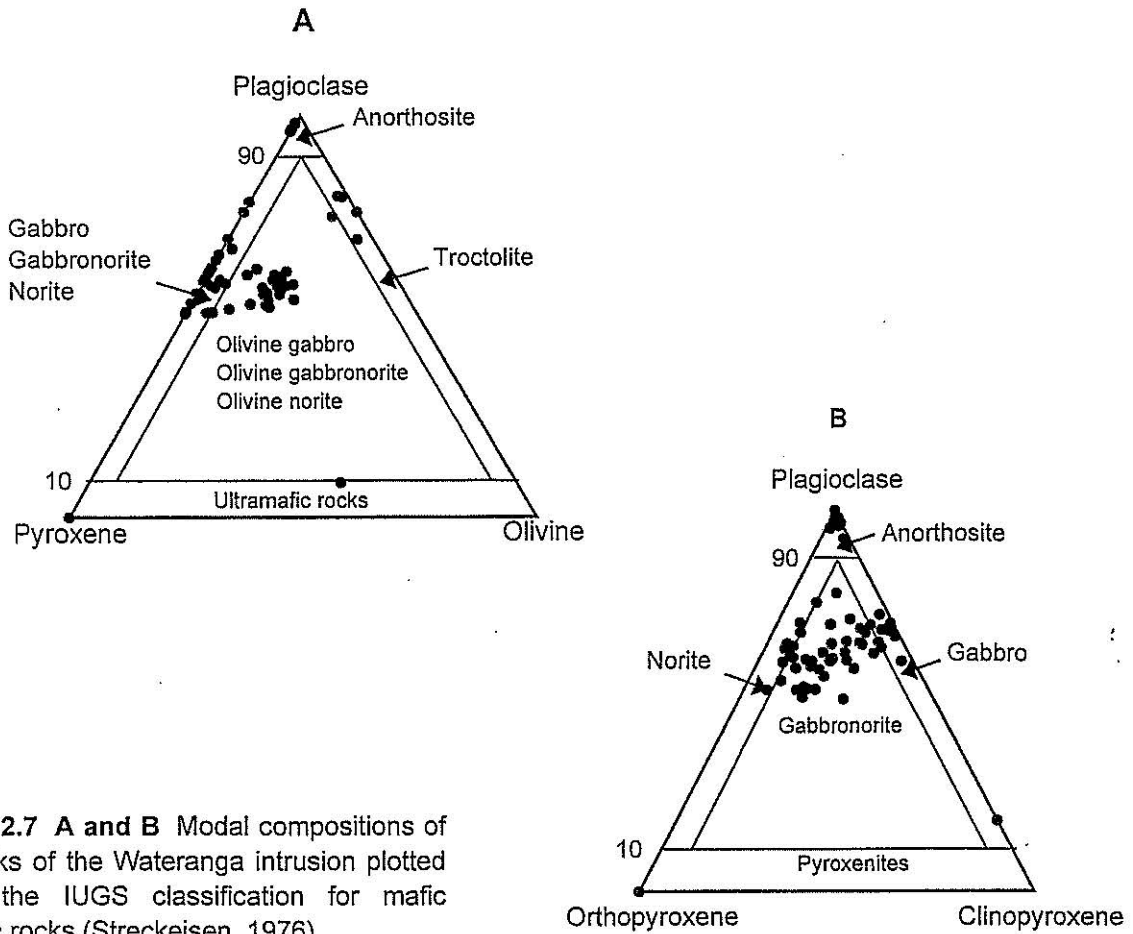 A
Plagioclase
Anorthosite
90
Gabbro
Gabbronorite
Norite
Troctolite
Olivine gabbro
Olivine gabbronorite
Olivine norite
10
Ultramafic rocks
Pyroxene
Olivine
B
Plagioclase
Anorthosite
90
Norite
Gabbro
Gabbronorite
10
Pyroxenites
Orthopyroxene
Clinopyroxene
2.7 A and B Modal compositions of
ks of the Wateranga intrusion plotted
the IUGS classification for mafic
rocks (Streckeisen, 1976)